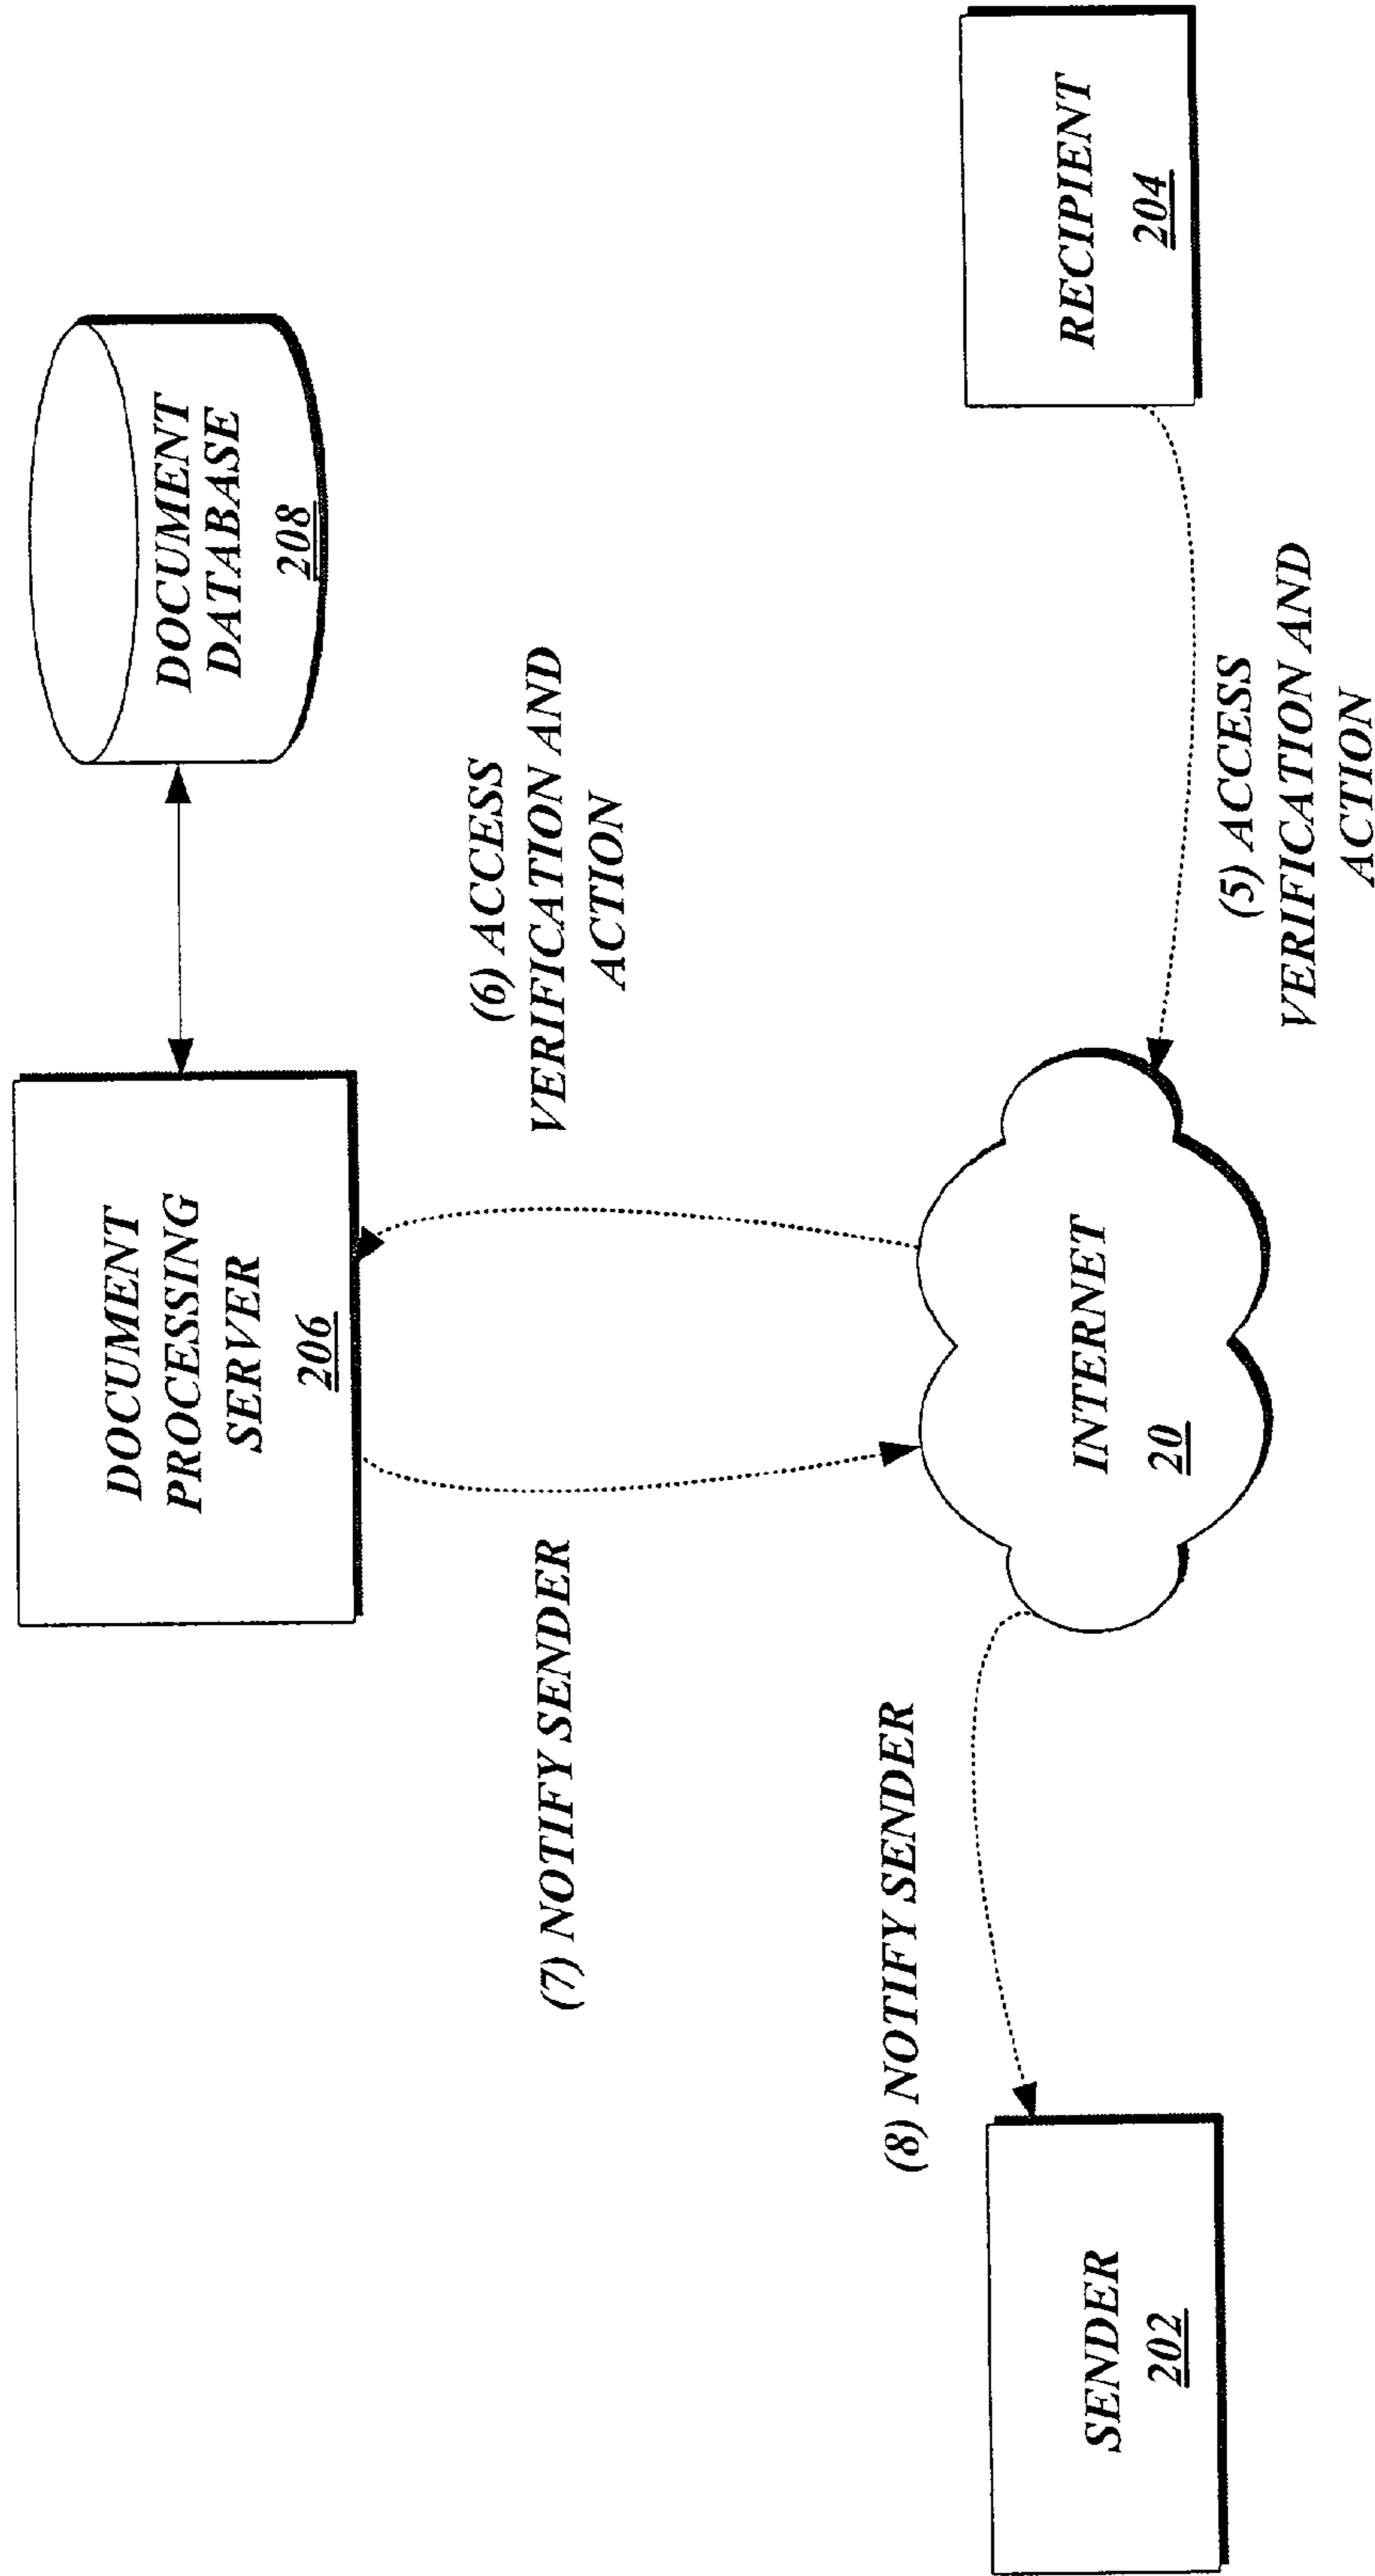 DOCUMENT
PROCESSING
SERVER
206
DOCUMENT
DATABASE
208
(6) ACCESS
VERIFICATION AND
ACTION
(7) NOTIFY SENDER
(8) NOTIFY SENDER
SENDER
202
INTERNET
20
RECIPIENT
204
(5) ACCESS
VERIFICATION AND
ACTION